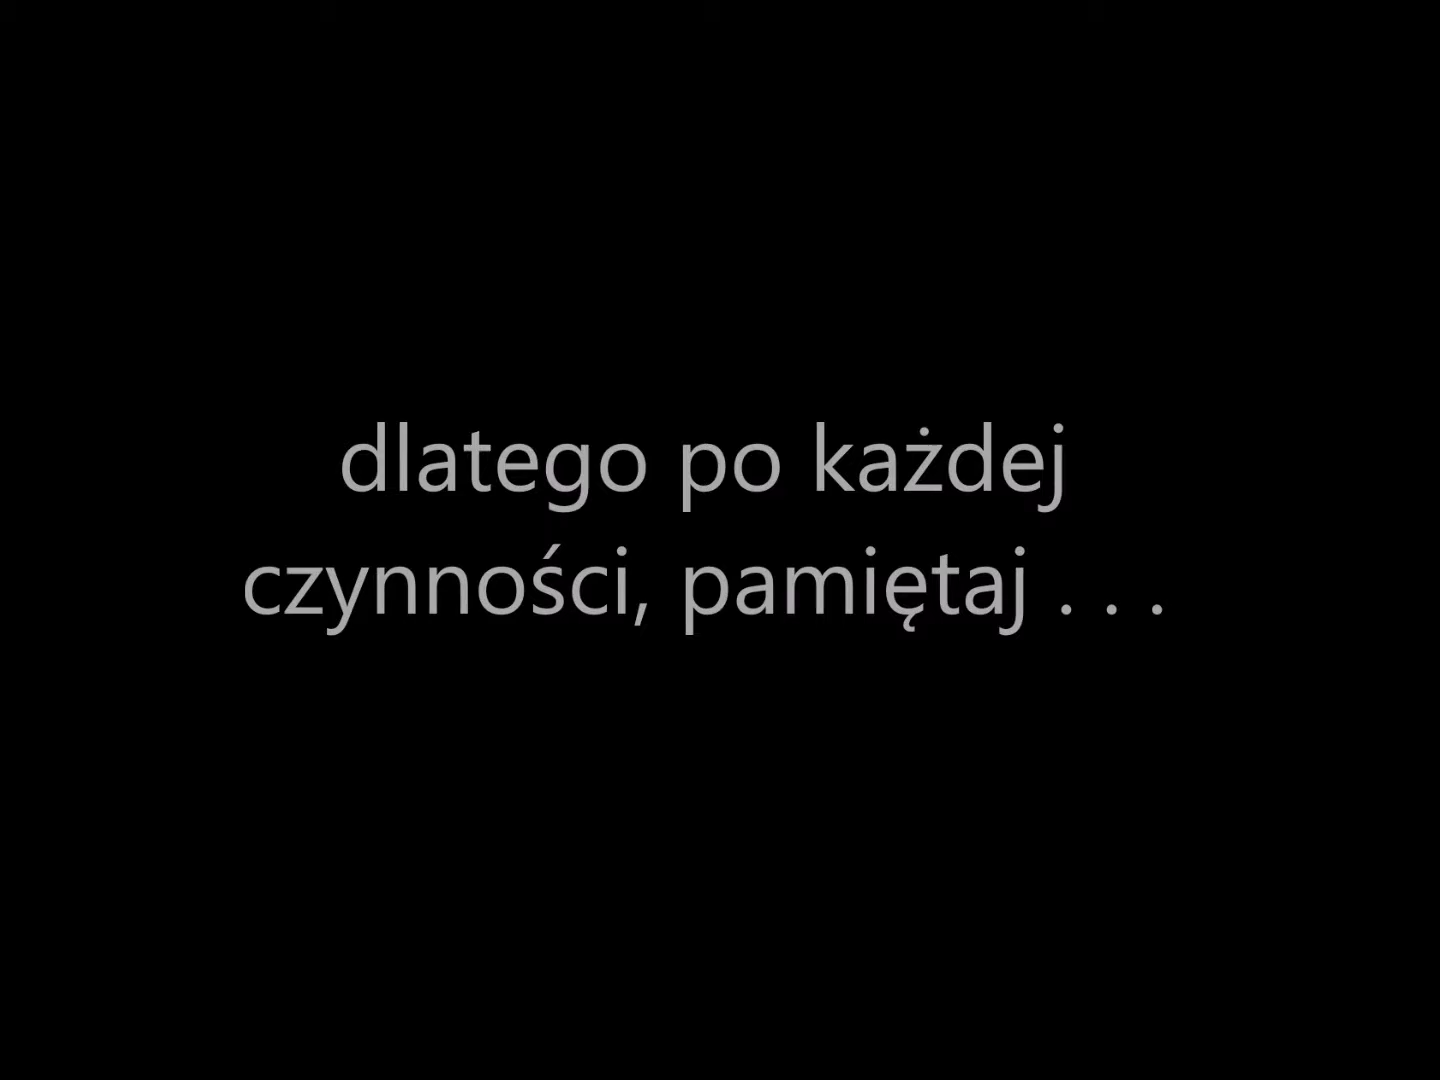 dlatego po każdej
czynności, pamiętaj . . .